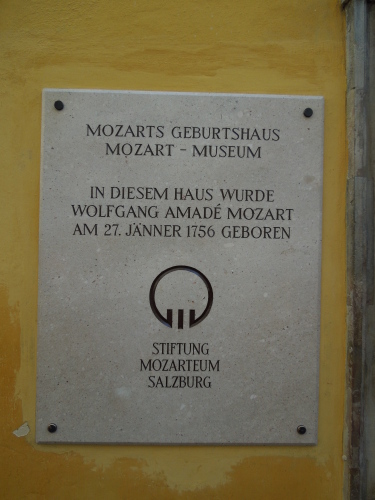 MOZARTS GEBURTSHAUS
MOZART - MUSEUM
IN DIESEM HAUS WURDE
WOLFGANG AMADÉ MOZART
AM 27. JÄNNER 1756 GEBOREN
STIFTUNG
MOZARTEUM
SALZBURG